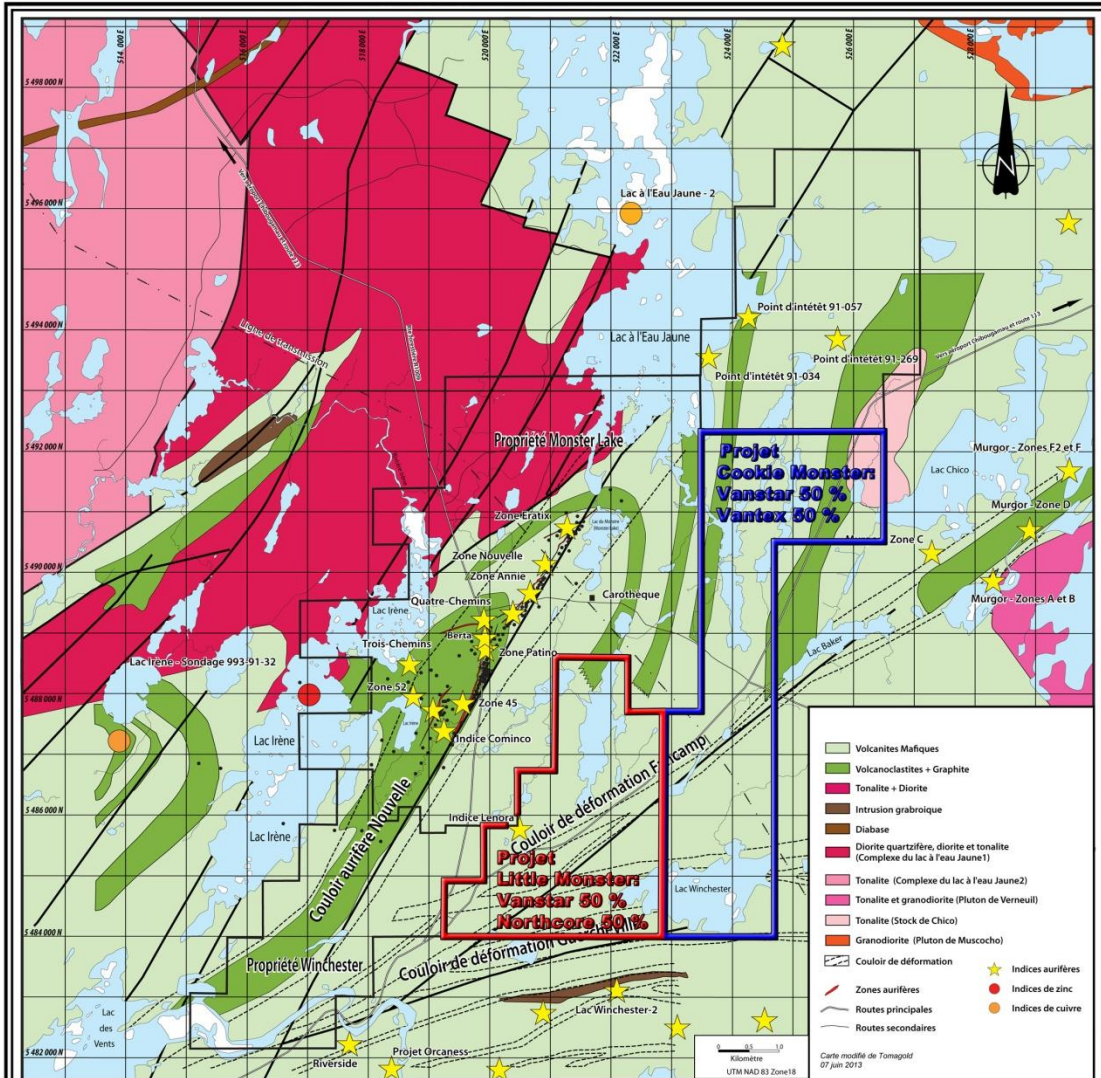 514 000 E
516 000 E
518 000 E
520 000 E
522 000 E
524 000 E
526 000 E
528 000 E
5 498 000 N
5 496 000 N
5 494 000 N
5 492 000 N
5 490 000 N
5 488 000 N
5 486 000 N
5 484 000 N
5 482 000 N
N
Lac à l'Eau Jaune - 2
Lac à l'Eau Jaune
Ligne de transmission
Point d'intétêt 91-057
Point d'intétêt 91-269
Point d'intétêt 91-034
Propriété Monster Lake
Projet
Cookie Monster:
Vanstar 50 %
Vantex 50 %
Lac Chico
Murgor - Zones F2 et F
Murgor - Zone D
Zone C
Murgor - Zones A et B
Zone Eratix
Zone Nouvelle
Zone Annie
Quatre-Chemins
Carotheque
Lac Irène
Trois-Chemins
Berta
Zone Patino
Lac Baker
Lac Irène - Sondage 993-91-32
Zone 52
Zone 45
Indice Cominco
Lac Irène
Lac Irène
Couloir aurifère Nouvelle
Couloir de déformation Fancamp
Indice Lenora
Projet
Little Monster:
Vanstar 50 %
Northcore 50 %
Lac Winchester
Couloir de déformation Guercheville
Propriété Winchester
Lac
des
Vents
Lac Winchester-2
Riverside
Projet Orcaness
Volcanites Mafiques
Volcanoclastites + Graphite
Tonalite + Diorite
Intrusion grabroique
Diabase
Diorite quartzifère, diorite et tonalite
(Complexe du lac à l'eau Jaune1)
Tonalite (Complexe du lac à l'eau Jaune2)
Tonalite et granodiorite (Pluton de Verneuil)
Tonalite (Stock de Chico)
Granodiorite (Pluton de Muscocho)
Couloir de déformation
Zones aurifères
Routes principales
Routes secondaires
Indices aurifères
Indices de zinc
Indices de cuivre
0 0.5 1.0
Kilomètre
UTM NAD 83 Zone18
Carte modifié de Tomagold
07 juin 2013